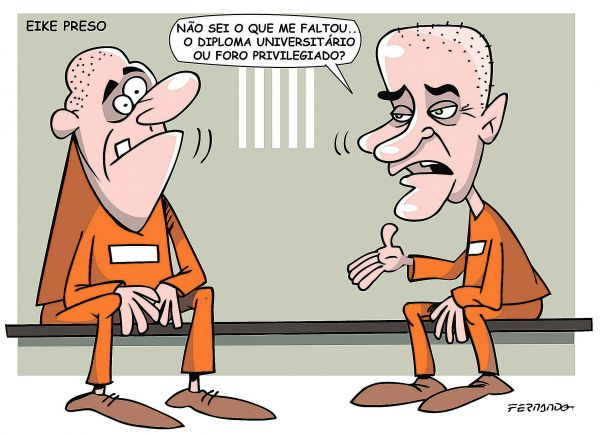 EIKE PRESO
NÃO SEI O QUE ME FALTOU..
O DIPLOMA UNIVERSITÁRIO
OU FORO PRIVILEGIADO?
FERNANDO